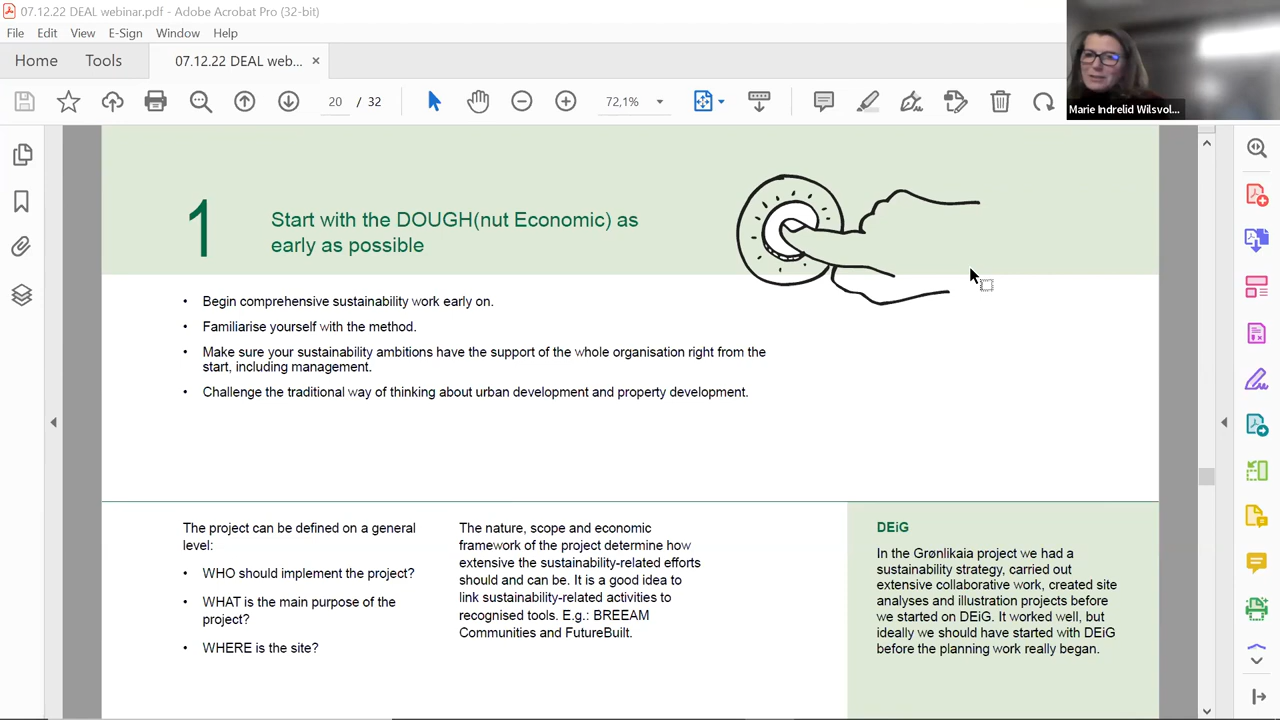 07.12.22 DEAL webinar.pdf - Adobe Acrobat Pro (32-bit)
File Edit View E-Sign Window Help
Home Tools 07.12.22 DEAL web... ×
20 / 32 72,1%
Marie Indrelid Wilsvol...
1
Start with the DOUGH(nut Economic) as
early as possible
• Begin comprehensive sustainability work early on.
• Familiarise yourself with the method.
• Make sure your sustainability ambitions have the support of the whole organisation right from the
start, including management.
• Challenge the traditional way of thinking about urban development and property development.
The project can be defined on a general
level:
• WHO should implement the project?
• WHAT is the main purpose of the
project?
• WHERE is the site?
The nature, scope and economic
framework of the project determine how
extensive the sustainability-related efforts
should and can be. It is a good idea to
link sustainability-related activities to
recognised tools. E.g.: BREEAM
Communities and FutureBuilt.
DEiG
In the Grønlikaia project we had a
sustainability strategy, carried out
extensive collaborative work, created site
analyses and illustration projects before
we started on DEiG. It worked well, but
ideally we should have started with DEiG
before the planning work really began.